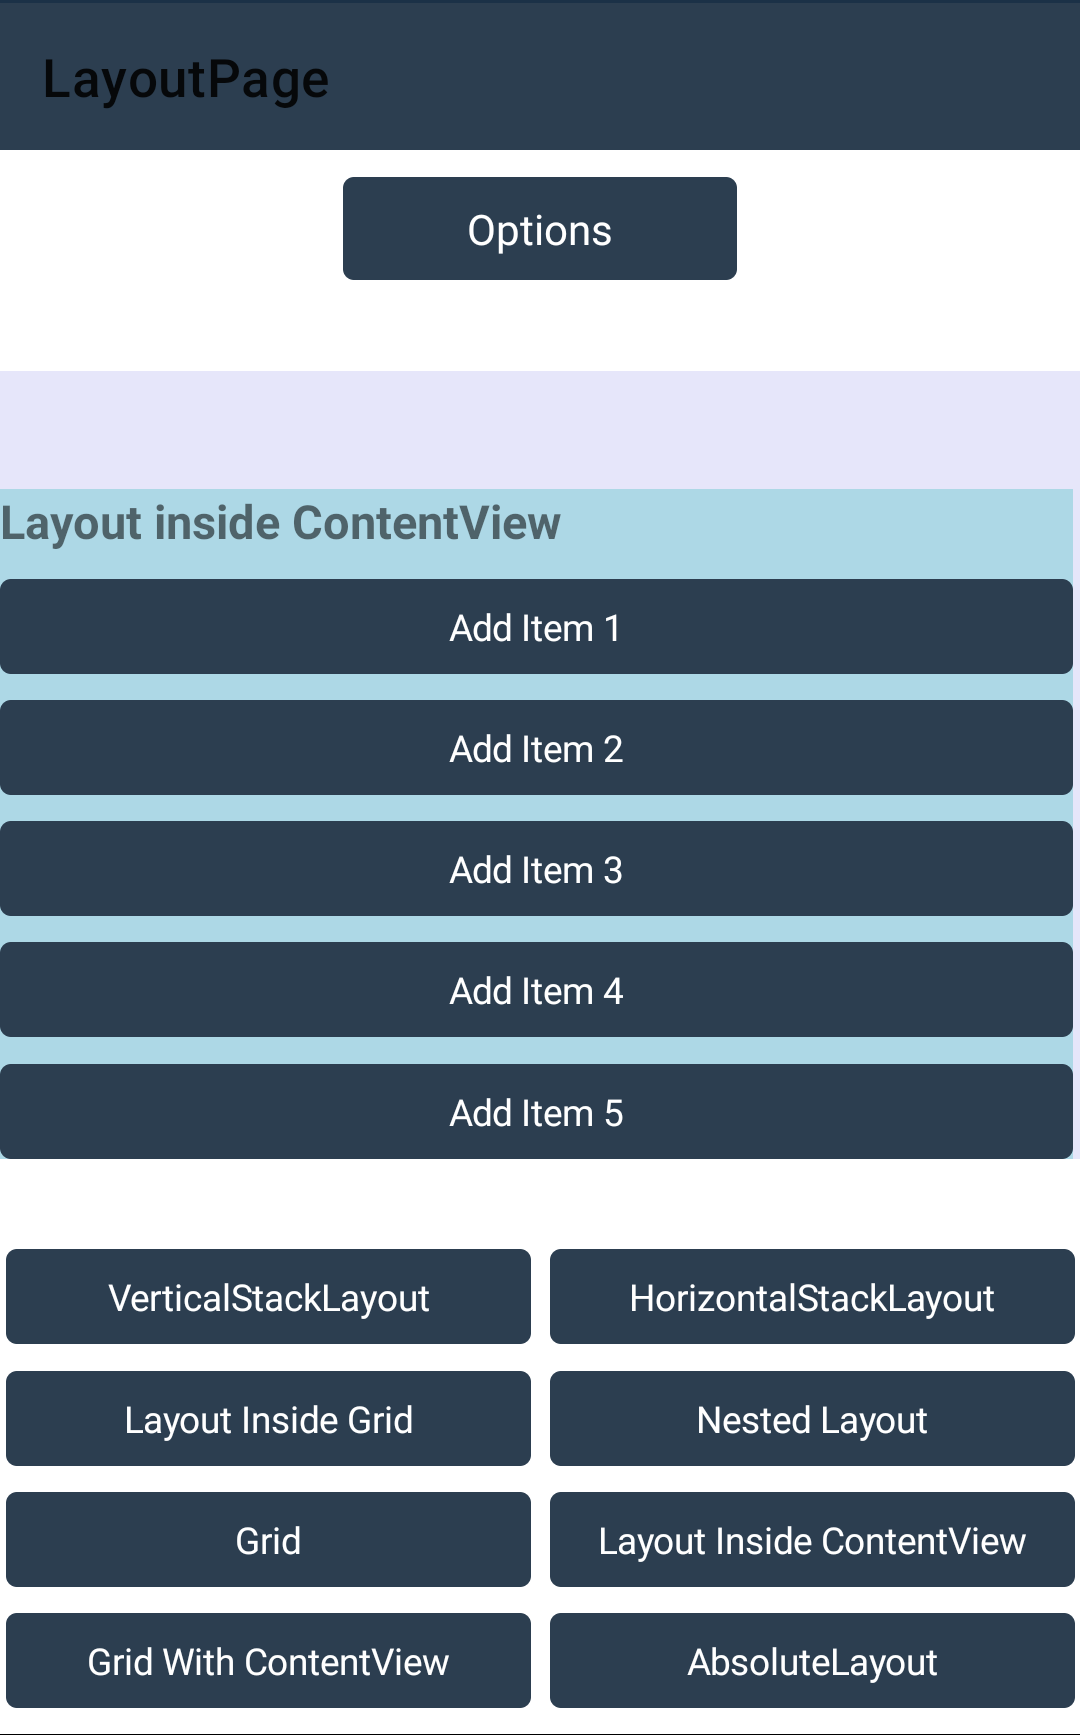 LayoutPage
Options
Layout inside ContentView
Add Item 1
Add Item 2
Add Item 3
Add Item 4
Add Item 5
VerticalStackLayout
HorizontalStackLayout
Layout Inside Grid
Nested Layout
Grid
Layout Inside ContentView
Grid With ContentView
AbsoluteLayout